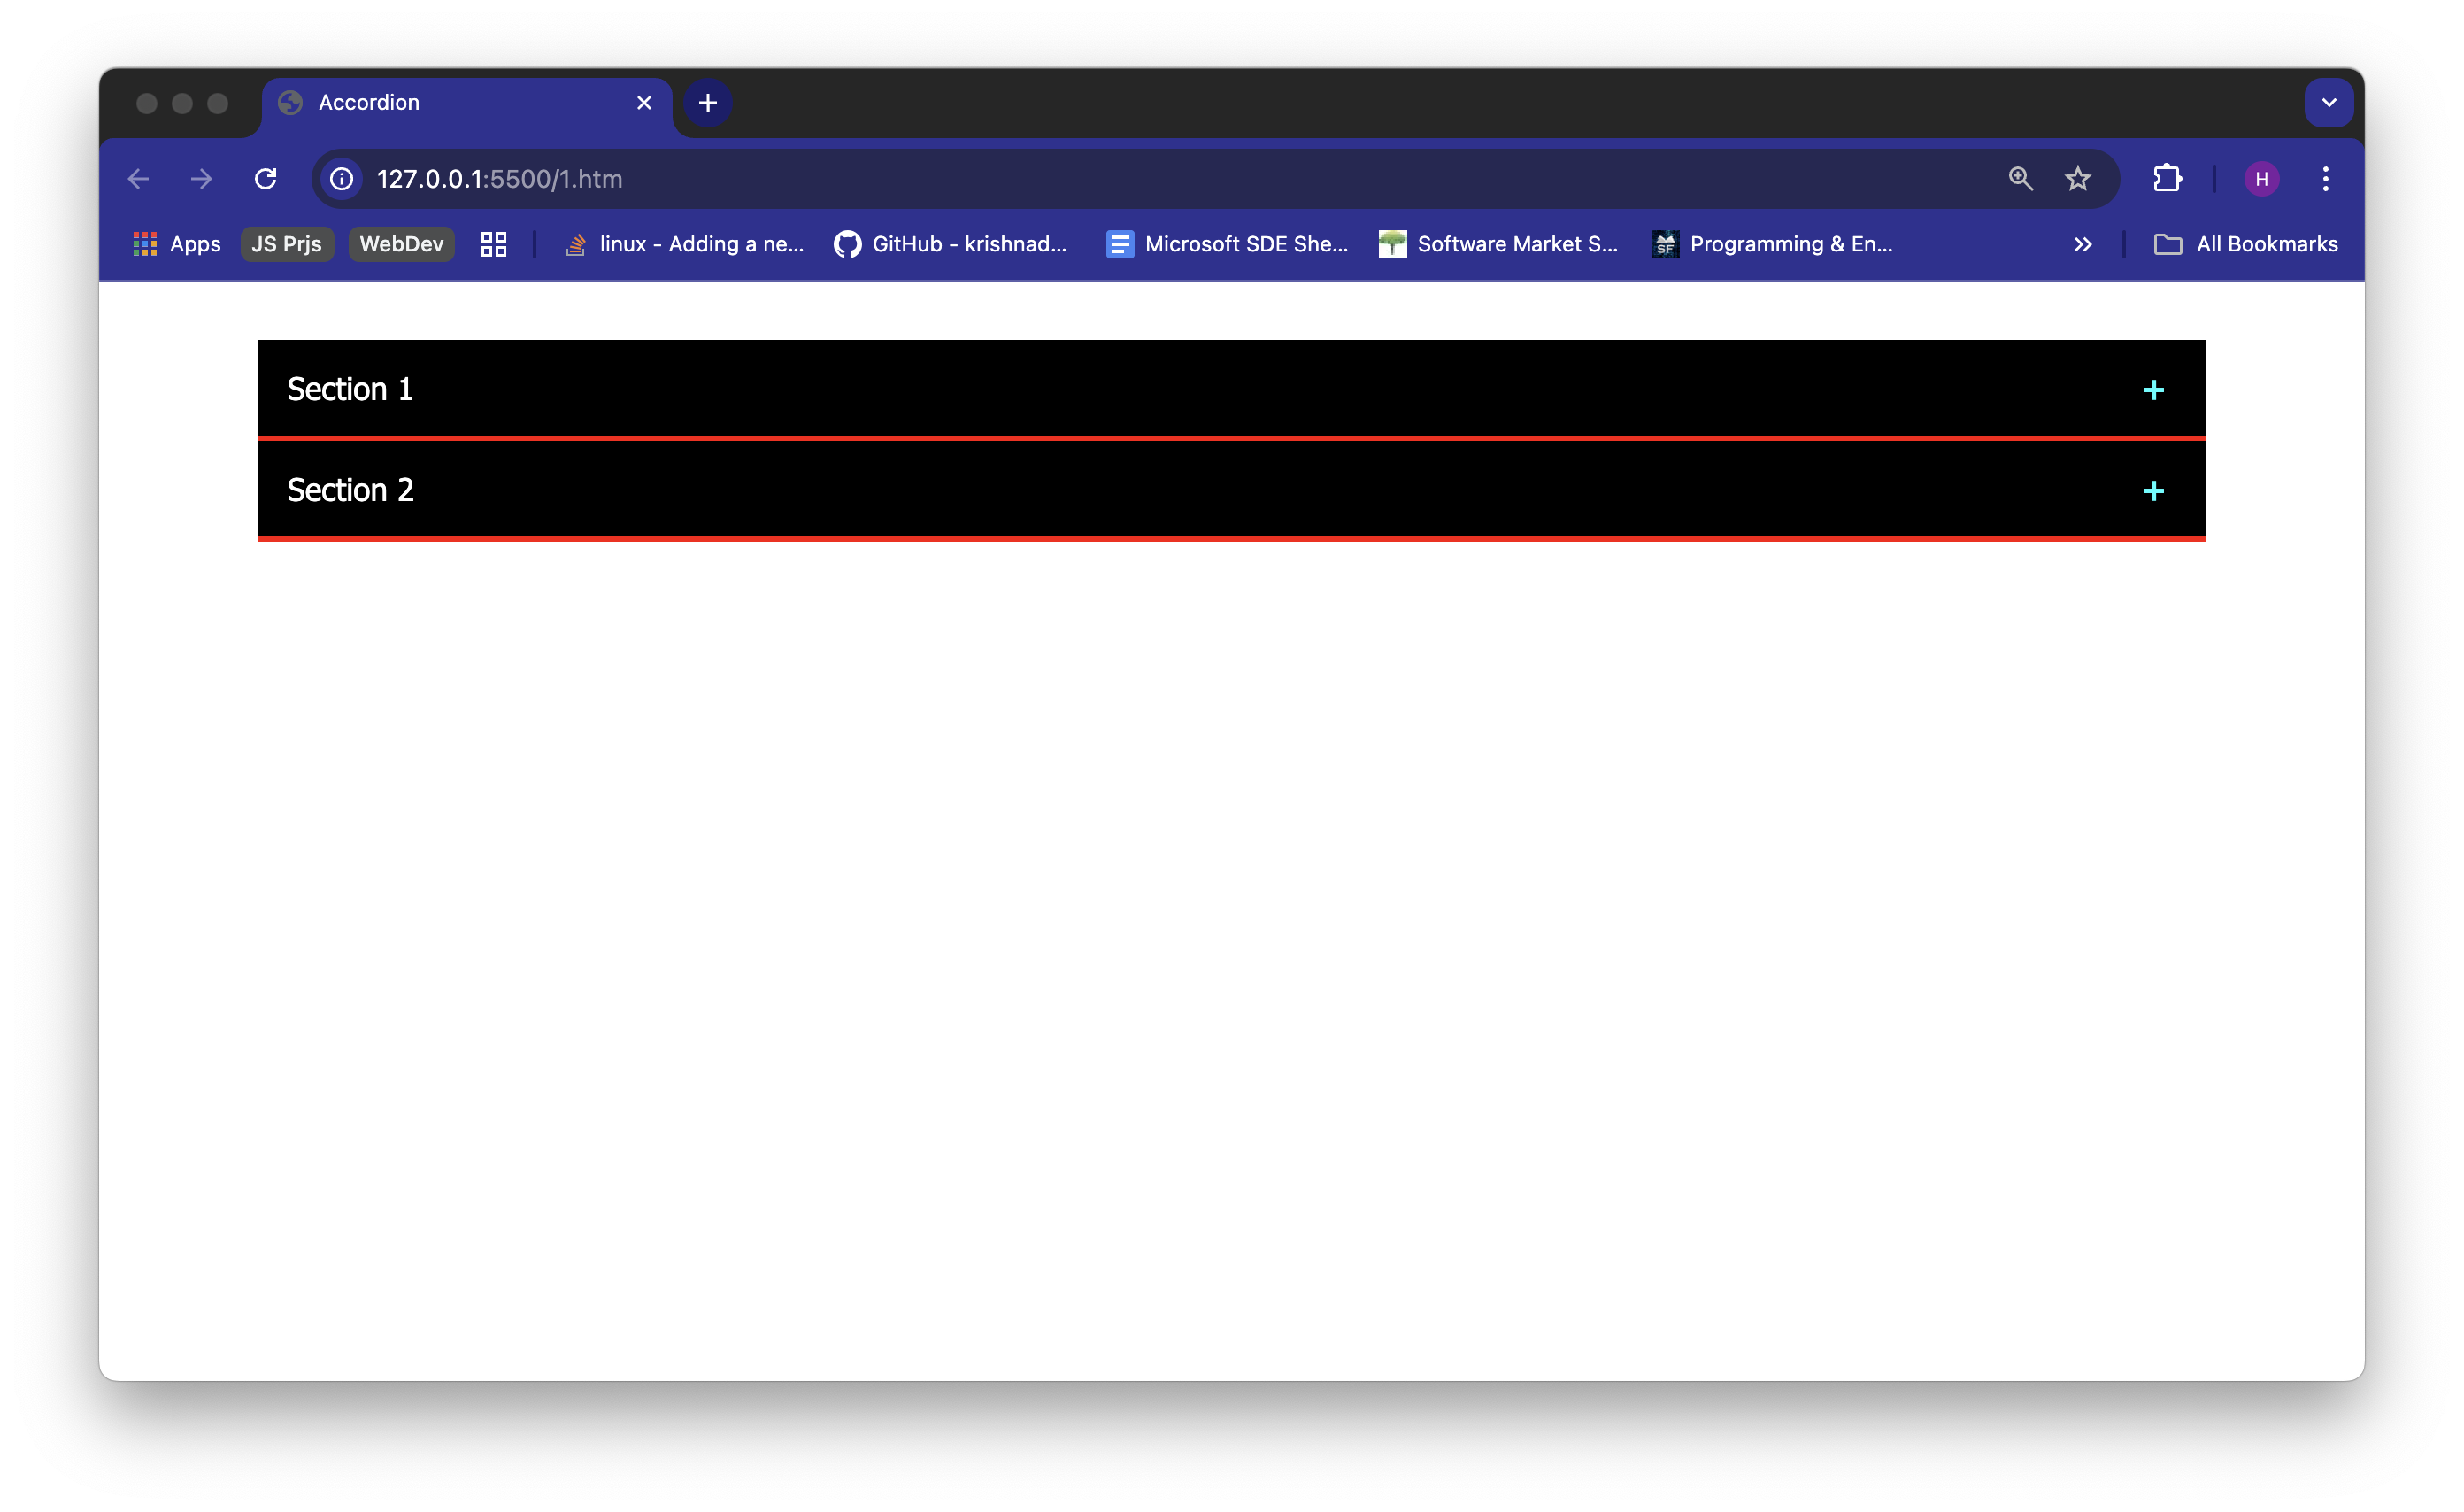 Accordion
127.0.0.1:5500/1.htm
H
Apps JS Prjs WebDev linux - Adding a ne... GitHub - krishnad... Microsoft SDE She... Software Market S... SF Programming & En... All Bookmarks
Section 1 +
Section 2 +